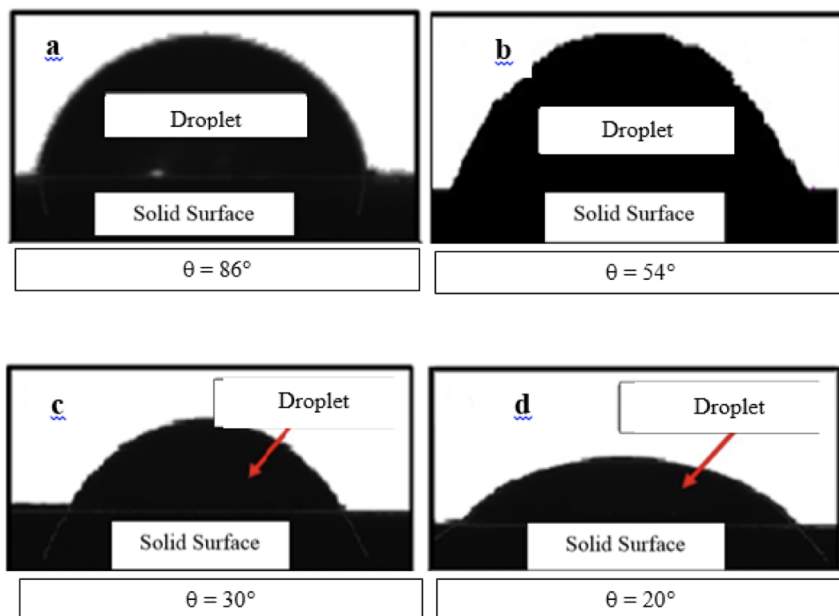 a
b
Droplet
Droplet
Solid Surface
Solid Surface
θ = 86°
θ = 54°
c
Droplet
d
Droplet
Solid Surface
Solid Surface
θ = 30°
θ = 20°